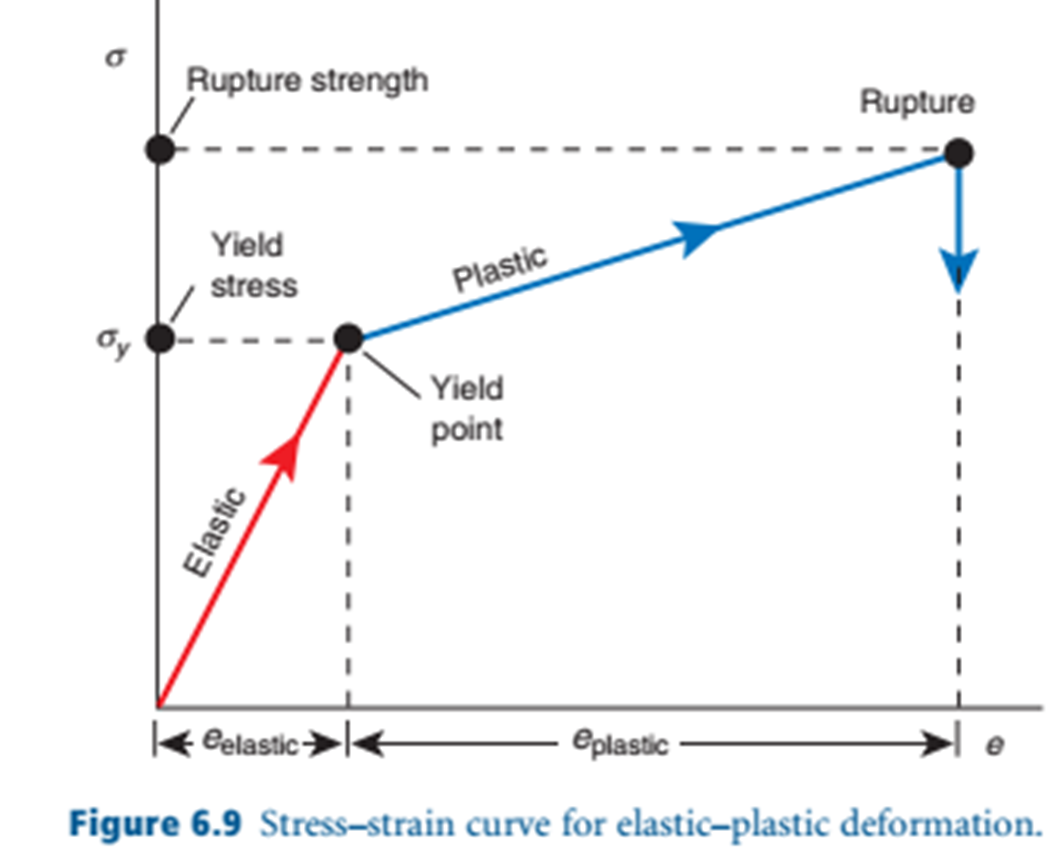 σ
Rupture strength
Rupture
Yield
stress
Plastic
σy
Yield
point
Elastic
eelastic
eplastic
e
Figure 6.9 Stress–strain curve for elastic–plastic deformation.